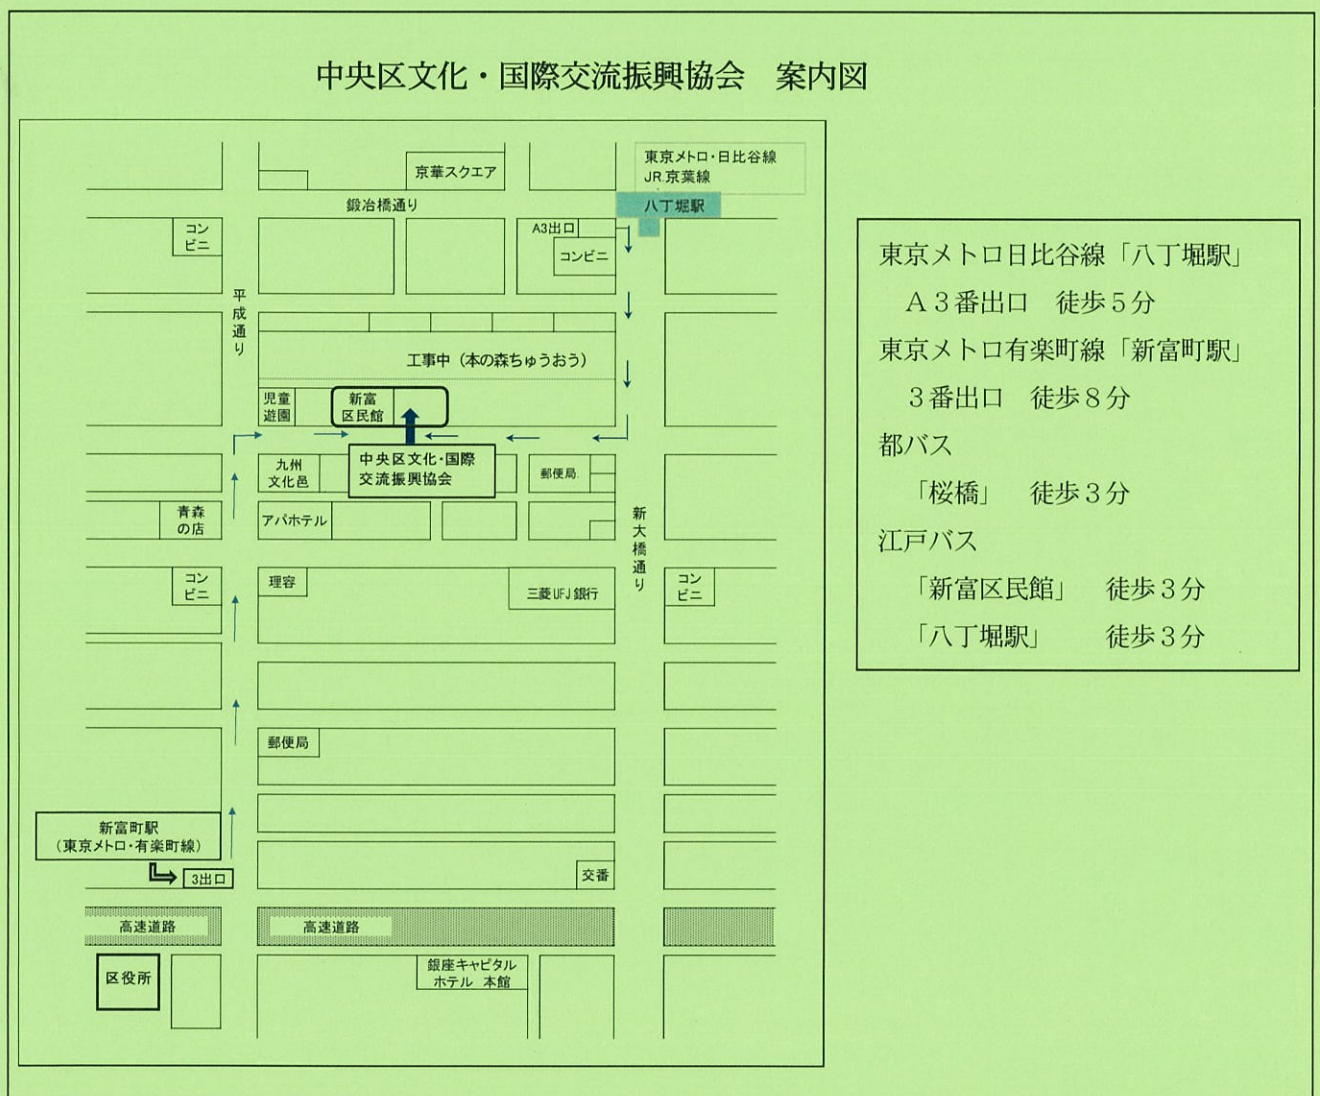 中央区文化・国際交流振興協会　案内図
東京メトロ・日比谷線
JR京葉線
京華スクエア
鍛冶橋通り
八丁堀駅
コン
ビニ
A3出口
コンビニ
平成通り
工事中（本の森ちゅうおう）
児童
遊園
新富
区民館
九州
文化邑
中央区文化・国際
交流振興協会
郵便局
青森
の店
アパホテル
新大橋通り
コン
ビニ
理容
三菱UFJ銀行
コン
ビニ
郵便局
新富町駅
（東京メトロ・有楽町線）
3出口
交番
高速道路
高速道路
区役所
銀座キャピタル
ホテル　本館
東京メトロ日比谷線「八丁堀駅」
Ａ３番出口　徒歩５分
東京メトロ有楽町線「新富町駅」
３番出口　徒歩８分
都バス
「桜橋」　徒歩３分
江戸バス
「新富区民館」　徒歩３分
「八丁堀駅」　　徒歩３分